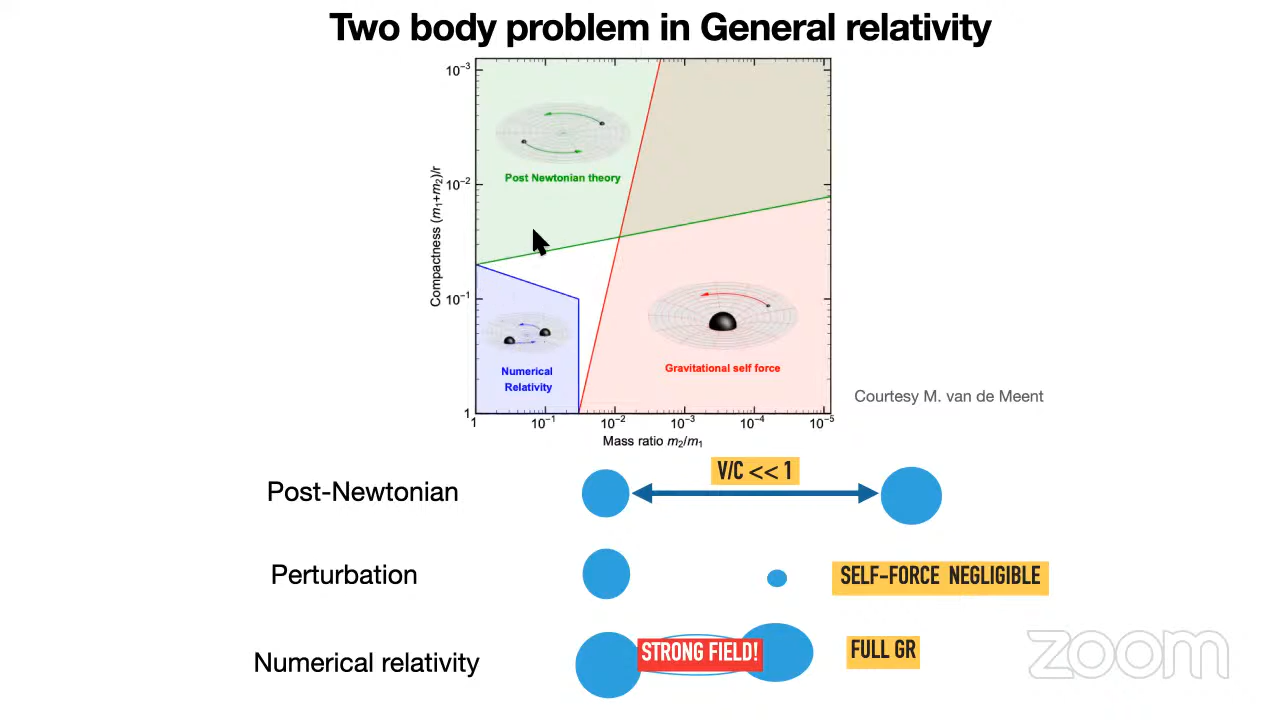 Two body problem in General relativity
10⁻³
10⁻²
10⁻¹
1
Compactness (m₁+m₂)/r
Post Newtonian theory
Numerical
Relativity
Gravitational self force
1
10⁻¹
10⁻²
10⁻³
10⁻⁴
10⁻⁵
Mass ratio m₂/m₁
Courtesy M. van de Meent
Post-Newtonian
V/C << 1
Perturbation
SELF-FORCE NEGLIGIBLE
Numerical relativity
STRONG FIELD!
FULL GR
zoom